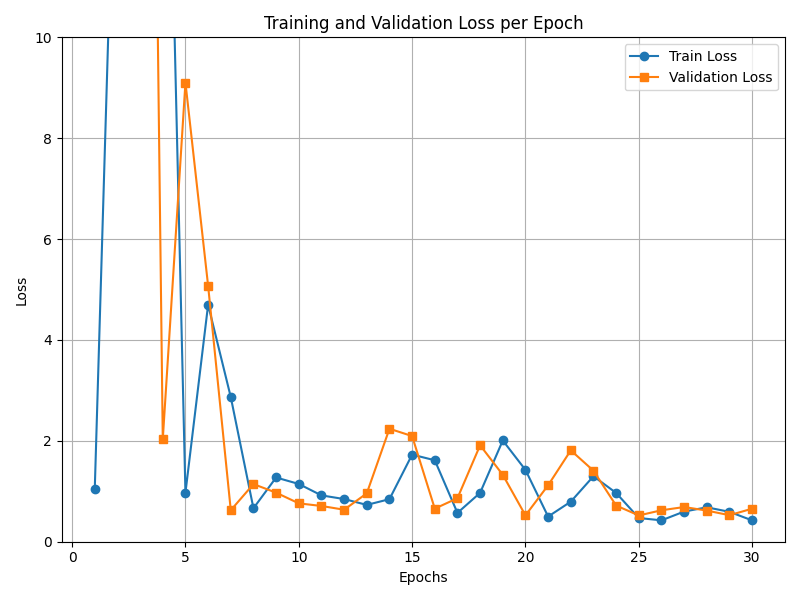 Training and Validation Loss per Epoch
Train Loss
Validation Loss
10
8
6
4
2
0
Loss
0 5 10 15 20 25 30
Epochs